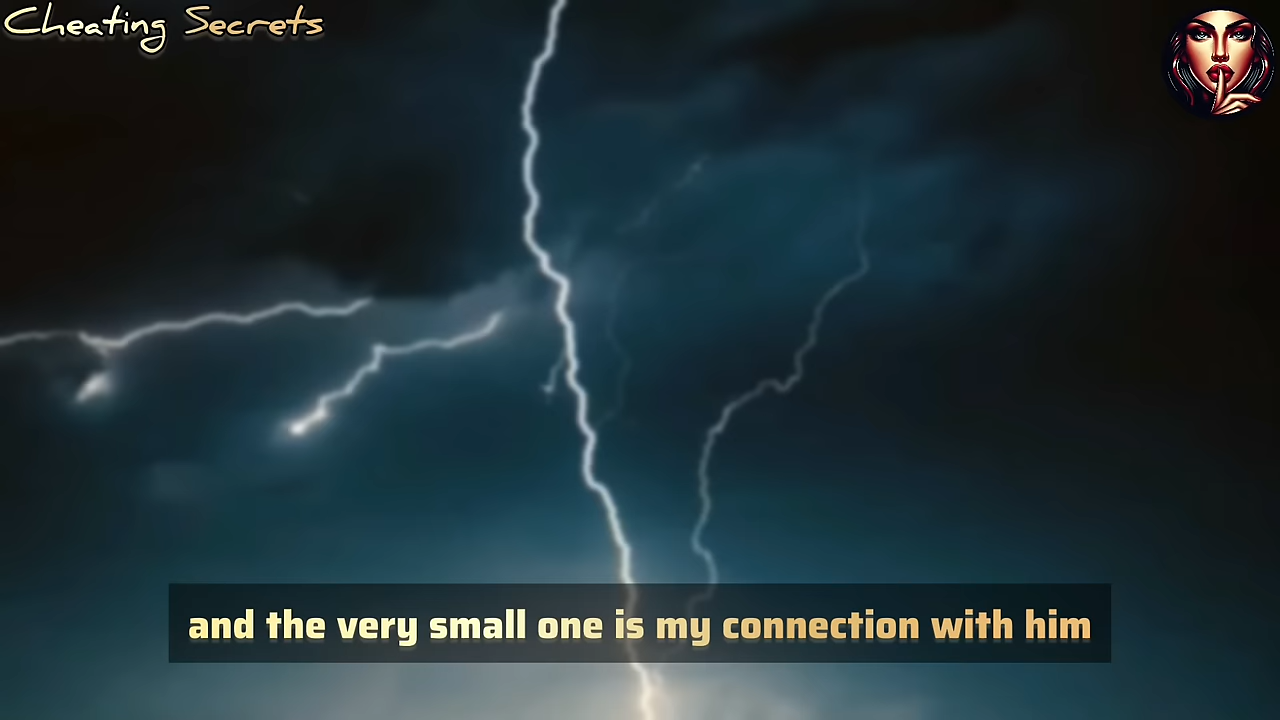 Cheating Secrets
and the very small one is my connection with him